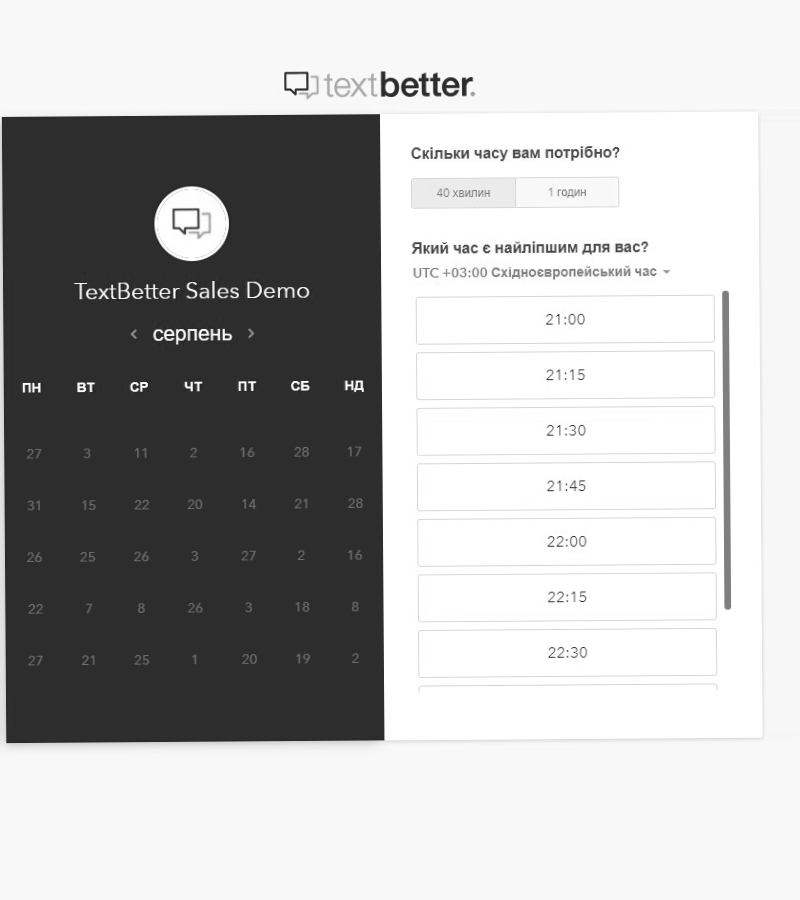 textbetter.
TextBetter Sales Demo
серпень
ПН ВТ СР ЧТ ПТ СБ НД
27 3 11 2 16 28 17
31 15 22 20 14 21 28
26 25 26 3 27 2 16
22 7 8 26 3 18 8
27 21 25 1 20 19 2
Скільки часу вам потрібно?
40 хвилин 1 годин
Який час є найліпшим для вас?
UTC +03:00 Східноєвропейський час
21:00
21:15
21:30
21:45
22:00
22:15
22:30